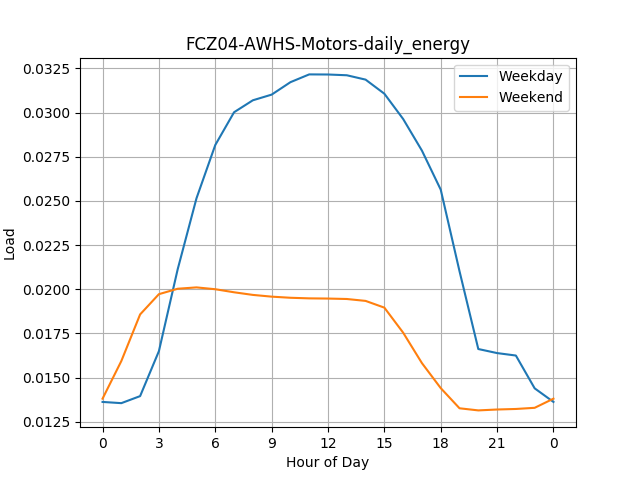 FCZ04-AWHS-Motors-daily_energy
Weekday
Weekend
Load
0.0325
0.0300
0.0275
0.0250
0.0225
0.0200
0.0175
0.0150
0.0125
0 3 6 9 12 15 18 21 0
Hour of Day